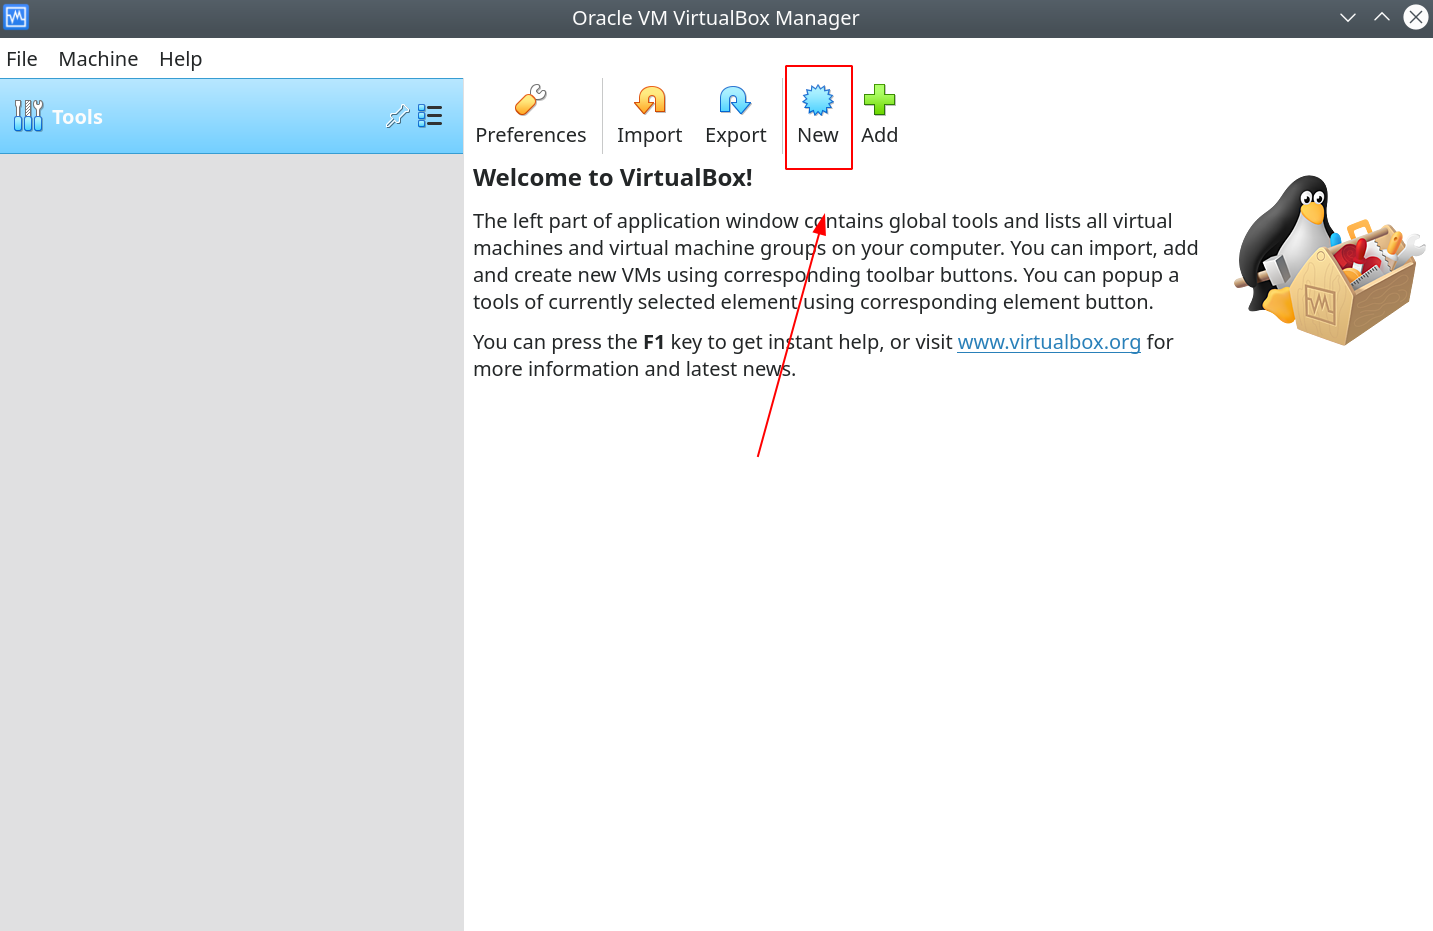 Oracle VM VirtualBox Manager
File Machine Help
Tools
Preferences Import Export New Add
Welcome to VirtualBox!
The left part of application window contains global tools and lists all virtual
machines and virtual machine groups on your computer. You can import, add
and create new VMs using corresponding toolbar buttons. You can popup a
tools of currently selected element using corresponding element button.
You can press the F1 key to get instant help, or visit www.virtualbox.org for
more information and latest news.